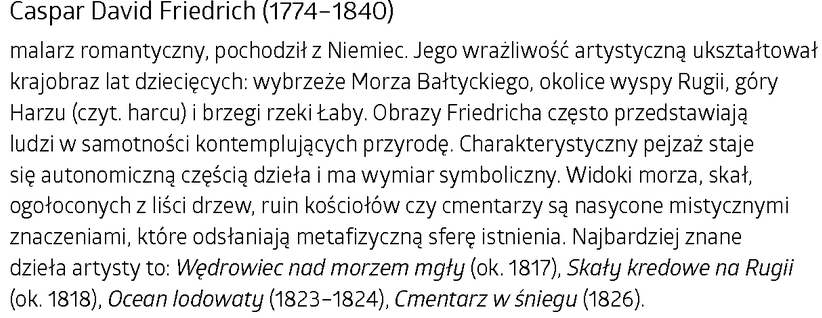 Caspar David Friedrich (1774–1840)
malarz romantyczny, pochodził z Niemiec. Jego wrażliwość artystyczną ukształtował
krajobraz lat dziecięcych: wybrzeże Morza Bałtyckiego, okolice wyspy Rugii, góry
Harzu (czyt. harcu) i brzegi rzeki Łaby. Obrazy Friedricha często przedstawiają
ludzi w samotności kontemplujących przyrodę. Charakterystyczny pejzaż staje
się autonomiczną częścią dzieła i ma wymiar symboliczny. Widoki morza, skał,
ogołoconych z liści drzew, ruin kościołów czy cmentarzy są nasycone mistycznymi
znaczeniami, które odsłaniają metafizyczną sferę istnienia. Najbardziej znane
dzieła artysty to: Wędrowiec nad morzem mgły (ok. 1817), Skały kredowe na Rugii
(ok. 1818), Ocean lodowaty (1823–1824), Cmentarz w śniegu (1826).